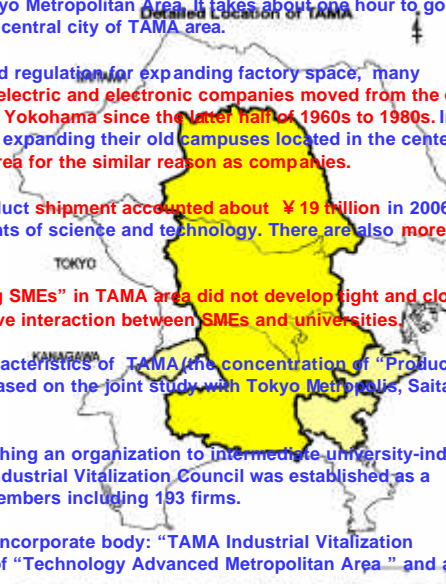 yo Metropolitan Area. It takes about one hour to go
Detailed Location of TAMA
central city of TAMA area.
d regulation for expanding factory space, many
electric and electronic companies moved from the
Yokohama since the latter half of 1960s to 1980s.
expanding their old campuses located in the cente
rea for the similar reason as companies.
duct shipment accounted about ¥19 trillion in 2006
nts of science and technology. There are also more
TOKYO
g SMEs" in TAMA area did not develop tight and clo
ve interaction between SMEs and universities.
KANAGAWA
acteristics of TAMA(the concentration of "Produc
ased on the joint study with Tokyo Metropolis, Saita
hing an organization to intermediate university-ind
ndustrial Vitalization Council was established as a
embers including 193 firms.
incorporate body: "TAMA Industrial Vitalization
of "Technology Advanced Metropolitan Area " and a